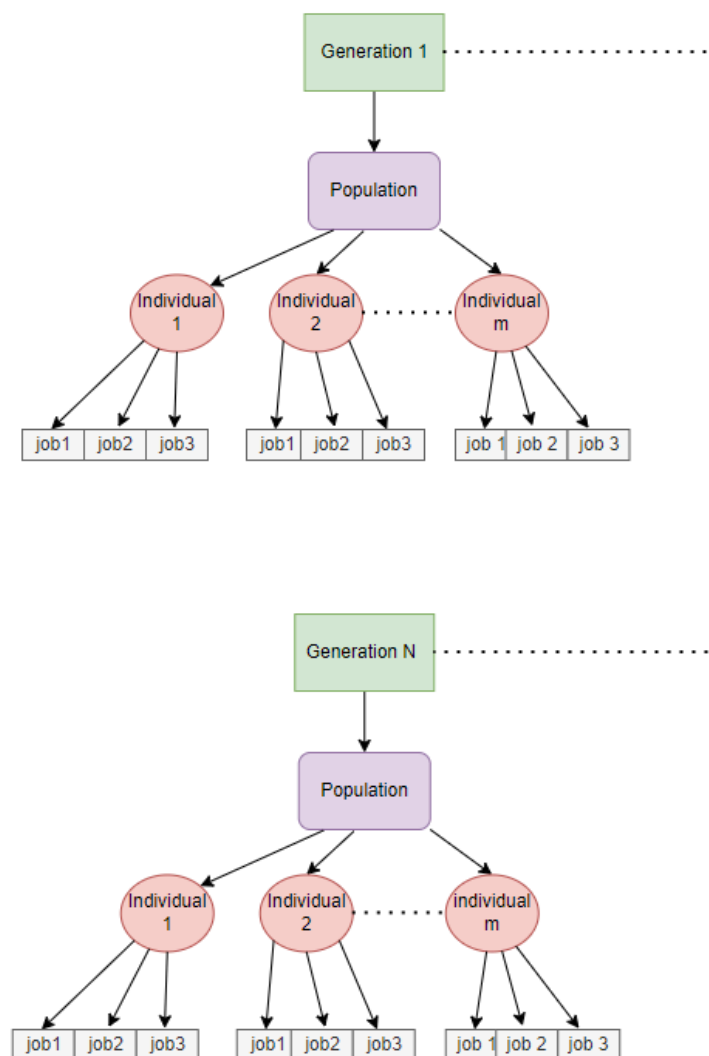 Generation 1
Population
Individual
1
Individual
2
Individual
m
job1 job2 job3
job1 job2 job3
job 1 job 2 job 3
Generation N
Population
Individual
1
Individual
2
individual
m
job1 job2 job3
job1 job2 job3
job 1 job 2 job 3